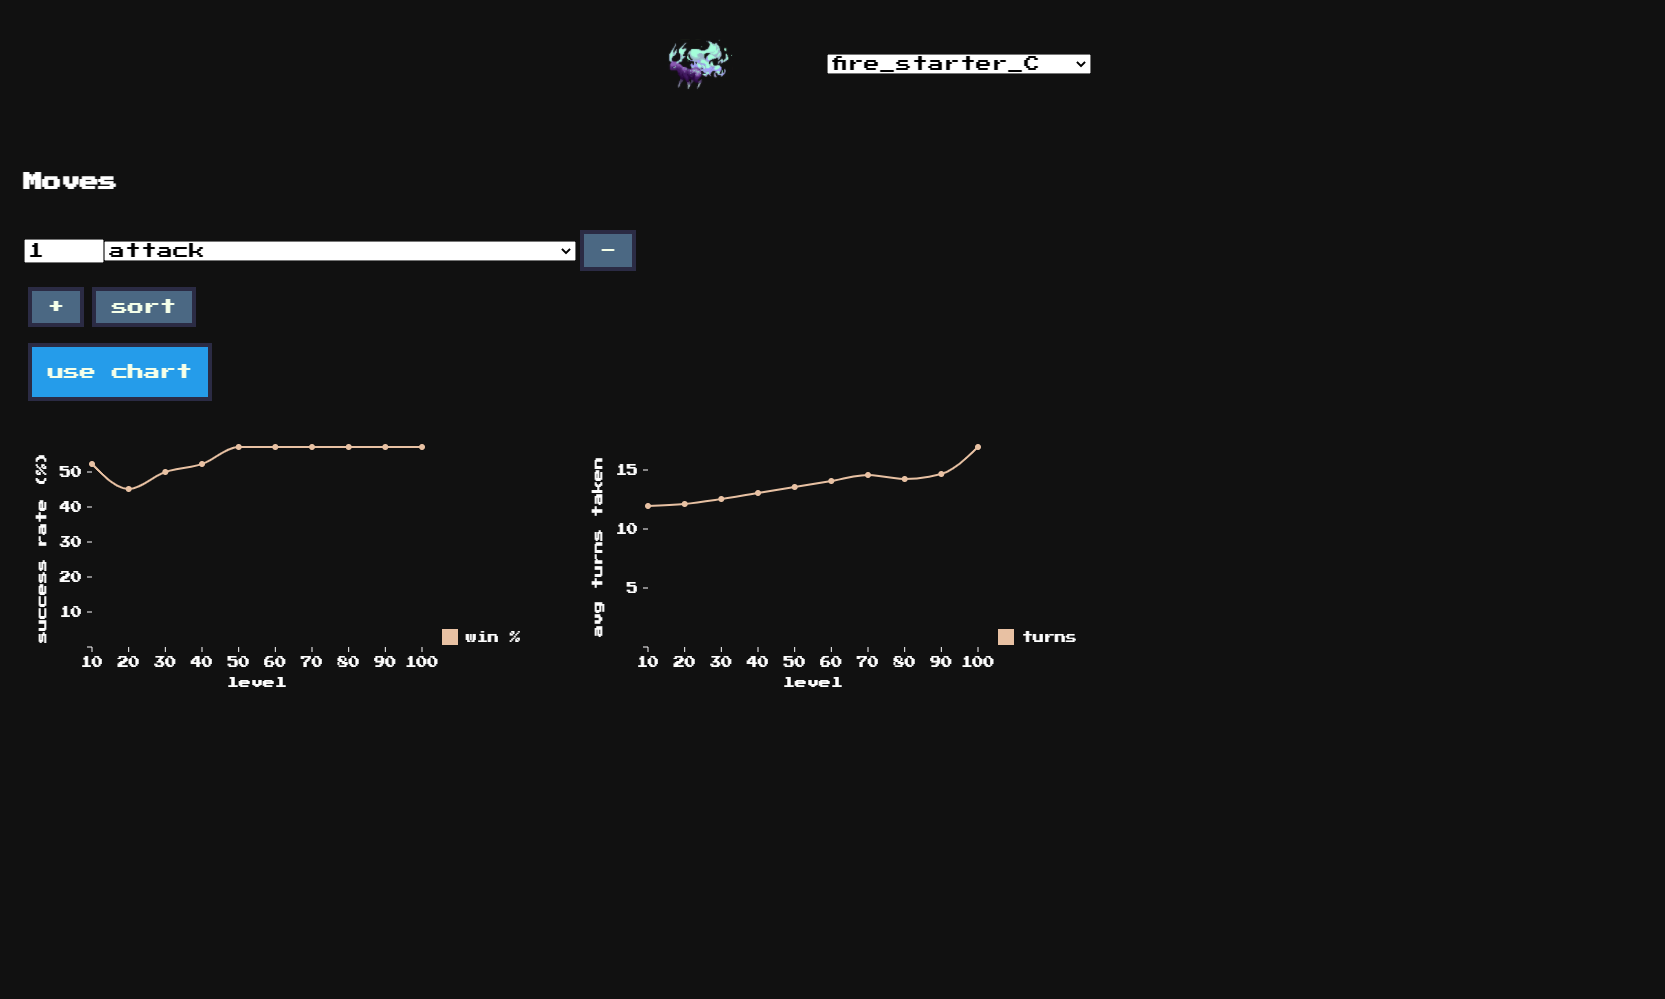 fire_starter_C
Moves
1 attack -
+ sort
use chart
success rate (%)
50
40
30
20
10
10 20 30 40 50 60 70 80 90 100
level
win %
avg turns taken
15
10
5
10 20 30 40 50 60 70 80 90 100
level
turns